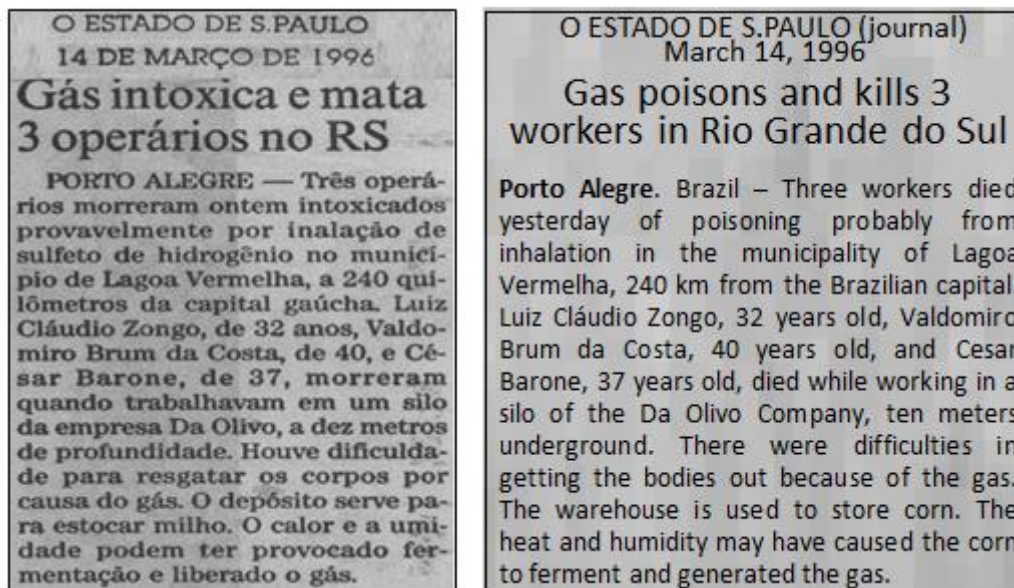 O ESTADO DE S.PAULO
14 DE MARÇO DE 1996
Gás intoxica e mata
3 operários no RS
PORTO ALEGRE — Três operá-
rios morreram ontem intoxicados
provavelmente por inalação de
sulfeto de hidrogênio no municí-
pio de Lagoa Vermelha, a 240 qui-
lômetros da capital gaúcha. Luiz
Cláudio Zongo, de 32 anos, Valdo-
miro Brum da Costa, de 40, e Cé-
sar Barone, de 37, morreram
quando trabalhavam em um silo
da empresa Da Olivo, a dez metros
de profundidade. Houve dificulda-
de para resgatar os corpos por
causa do gás. O depósito serve pa-
ra estocar milho. O calor e a umi-
dade podem ter provocado fer-
mentação e liberado o gás.
O ESTADO DE S.PAULO (journal)
March 14, 1996
Gas poisons and kills 3
workers in Rio Grande do Sul
Porto Alegre. Brazil – Three workers died
yesterday of poisoning probably from
inhalation in the municipality of Lagoa
Vermelha, 240 km from the Brazilian capital.
Luiz Cláudio Zongo, 32 years old, Valdomiro
Brum da Costa, 40 years old, and Cesar
Barone, 37 years old, died while working in a
silo of the Da Olivo Company, ten meters
underground. There were difficulties in
getting the bodies out because of the gas.
The warehouse is used to store corn. The
heat and humidity may have caused the corn
to ferment and generated the gas.